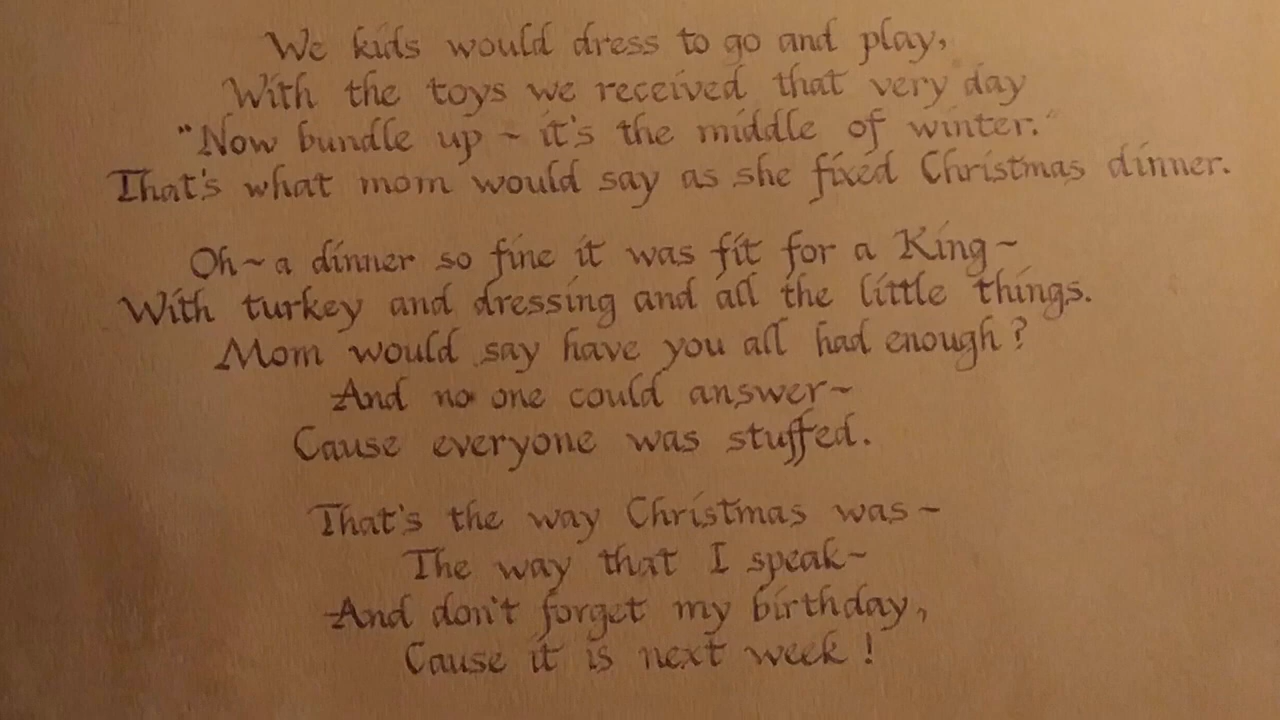 We kids would dress to go and play,
With the toys we received that very day
"Now bundle up ~ it's the middle of winter."
That's what mom would say as she fixed Christmas dinner.
Oh~ a dinner so fine it was fit for a King~
With turkey and dressing and all the little things.
Mom would say have you all had enough?
And no one could answer~
Cause everyone was stuffed.
That's the way Christmas was~
The way that I speak~
And don't forget my birthday,
Cause it is next week!